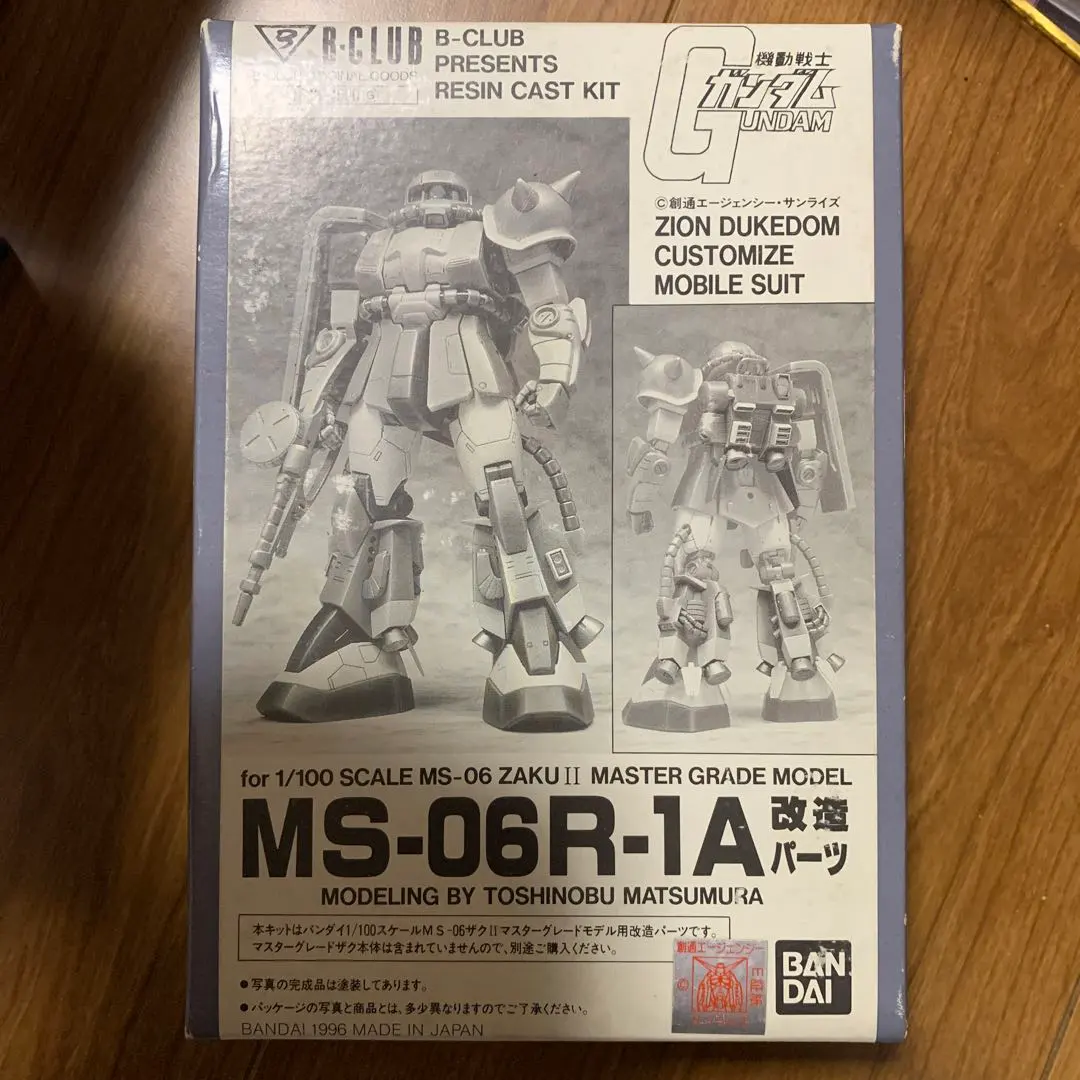 B-CLUB
B-CLUB
PRESENTS
RESIN CAST KIT
機動戦士
ガンダム
GUNDAM
©創通エージェンシー・サンライズ
ZION DUKEDOM
CUSTOMIZE
MOBILE SUIT
for 1/100 SCALE MS-06 ZAKU II MASTER GRADE MODEL
MS-06R-1A 改造
パーツ
MODELING BY TOSHINOBU MATSUMURA
本キットはバンダイ1/100スケールMS-06ザクIIマスターグレードモデル用改造パーツです。
マスターグレードザク本体は含まれていませんので、別途ご購入ください。
●写真の完成品は塗装してあります。
●パッケージの写真と商品とは、多少異なりますのでご了承ください。
BANDAI 1996 MADE IN JAPAN
創通エージェンシー
©
BAN
DAI